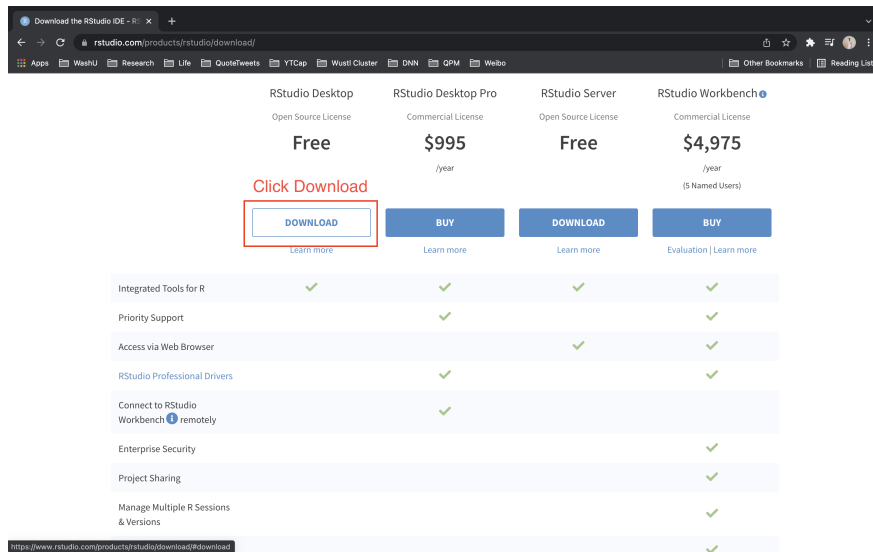 Download the RStudio IDE - RS
rstudio.com/products/rstudio/download/
Apps WashU Research Life QuoteTweets YTCap Wustl Cluster DNN QPM Weibo Other Bookmarks Reading List
RStudio Desktop RStudio Desktop Pro RStudio Server RStudio Workbench
Open Source License Commercial License Open Source License Commercial License
Free $995 Free $4,975
/year /year
(5 Named Users)
Click Download
DOWNLOAD BUY DOWNLOAD BUY
Learn more Learn more Learn more Evaluation | Learn more
Integrated Tools for R
Priority Support
Access via Web Browser
RStudio Professional Drivers
Connect to RStudio
Workbench remotely
Enterprise Security
Project Sharing
Manage Multiple R Sessions
& Versions
https://www.rstudio.com/products/rstudio/download/#download